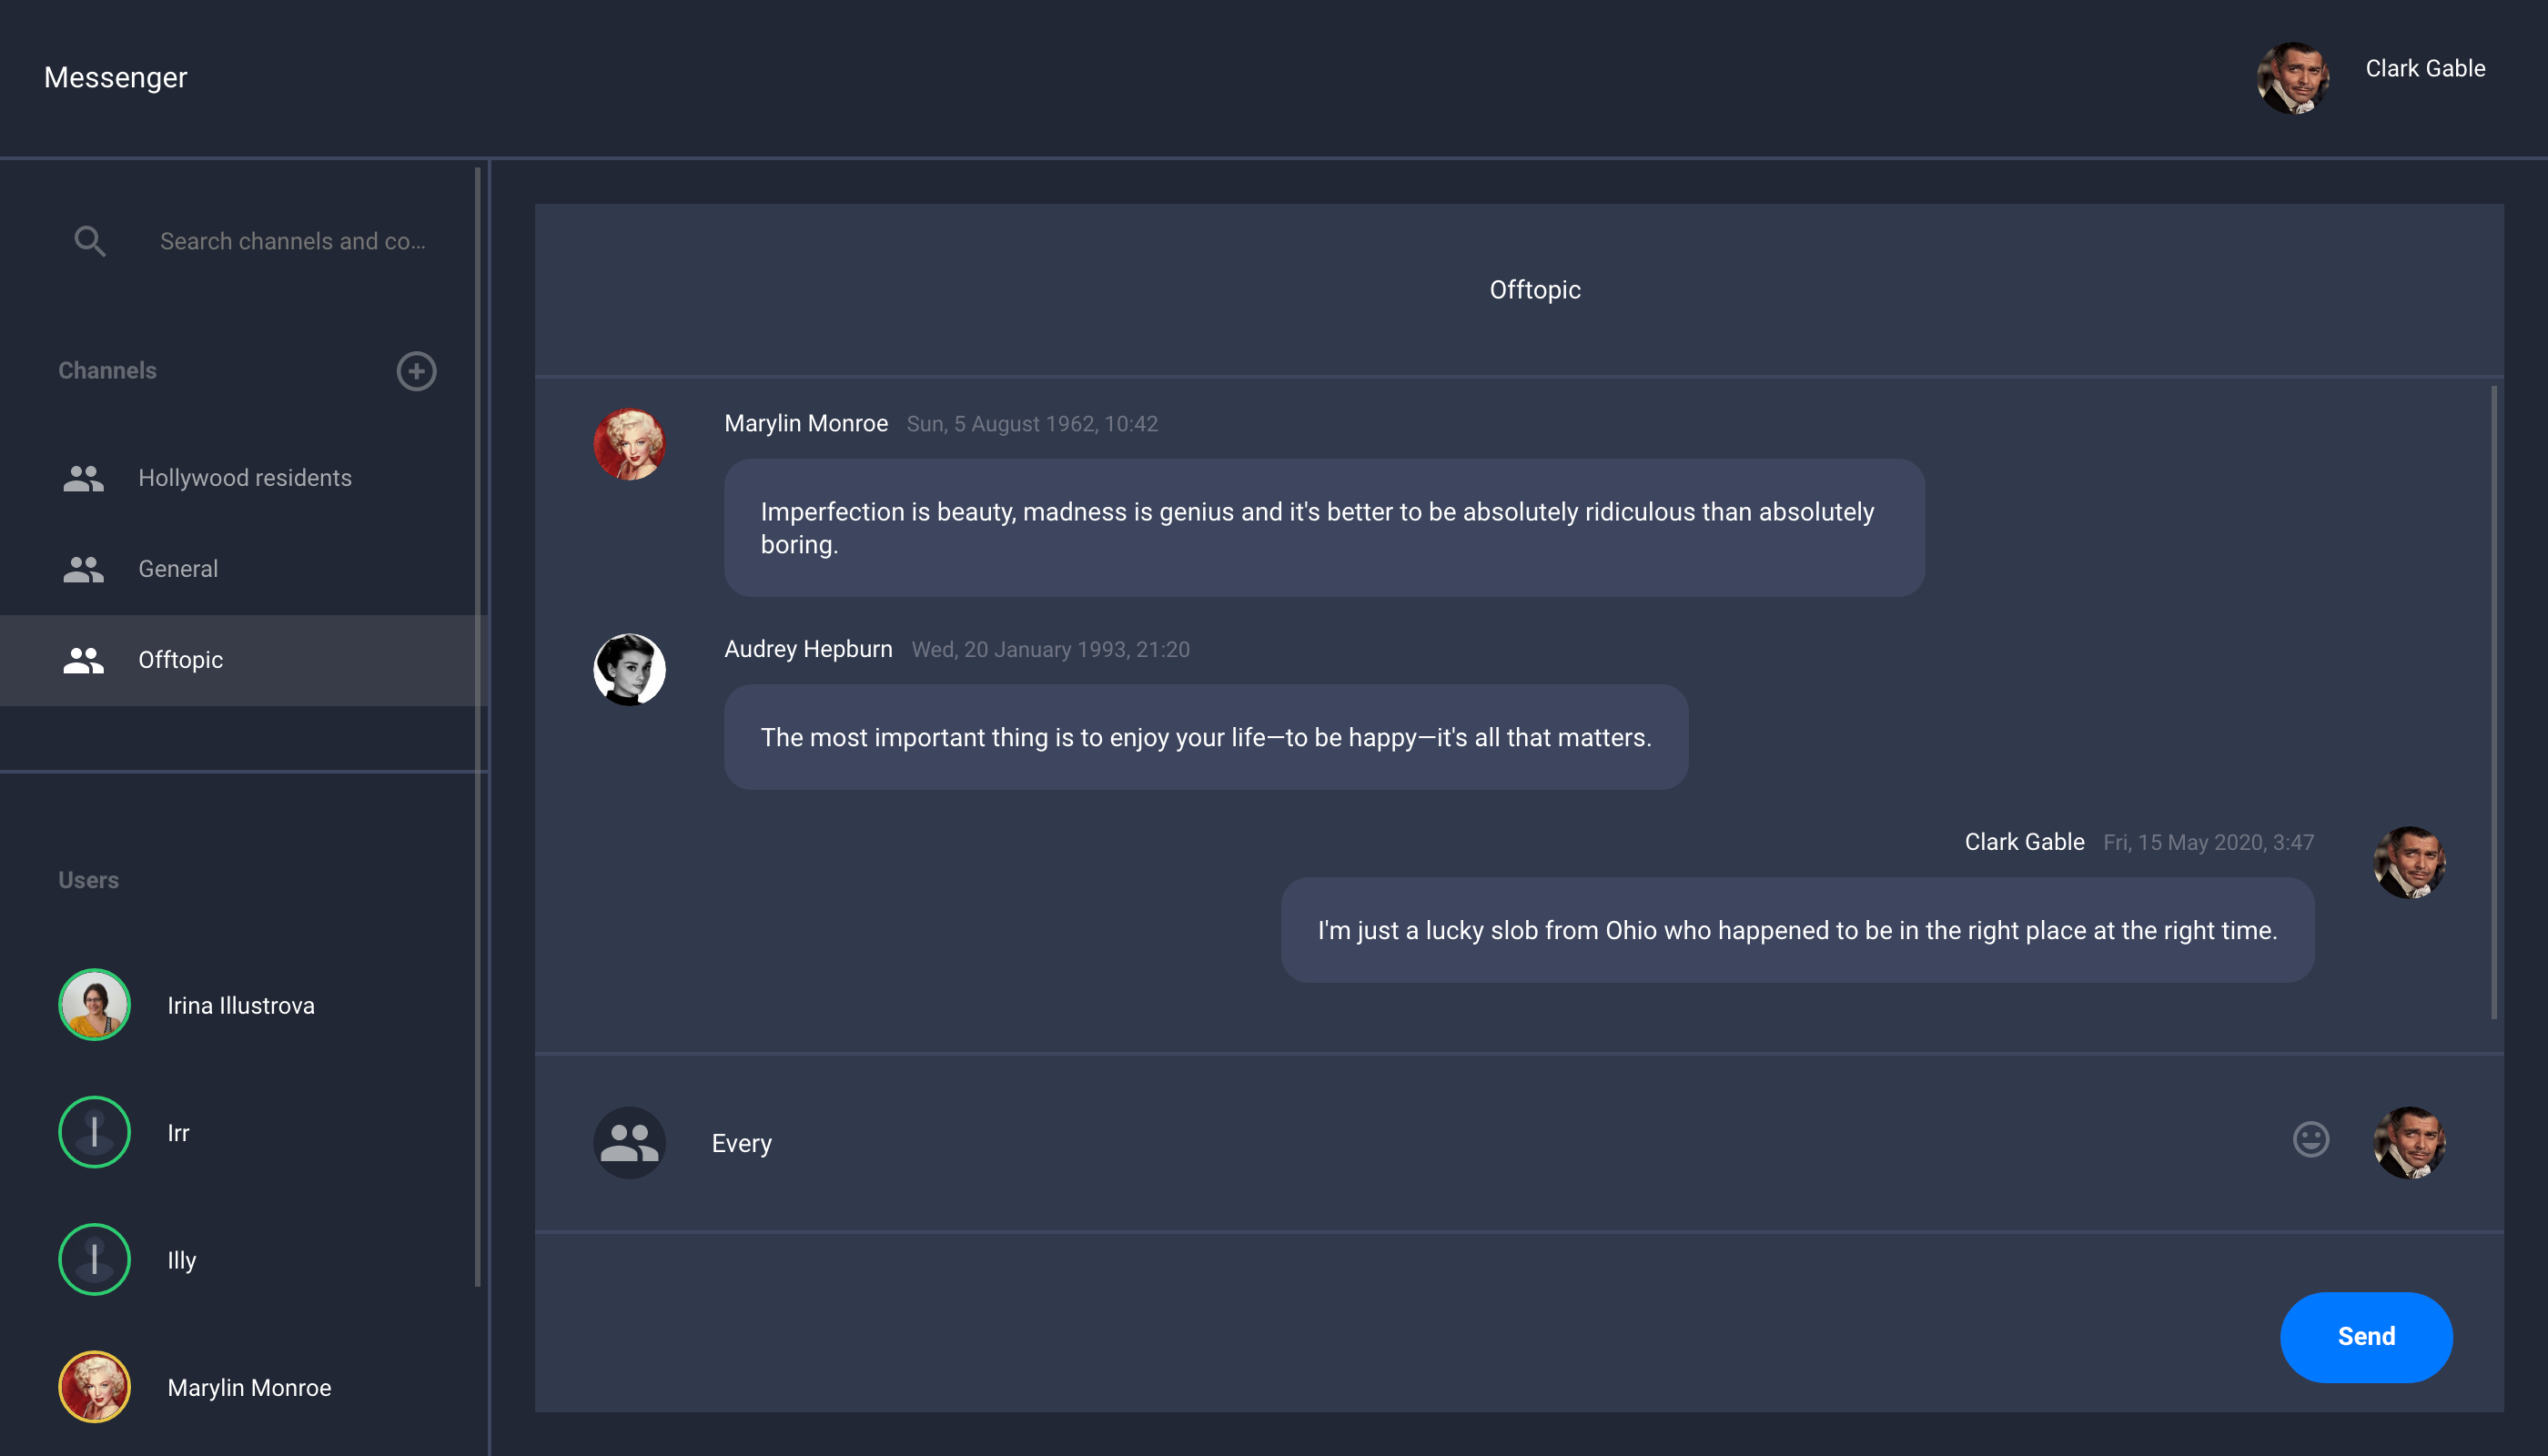 Messenger
Clark Gable
Search channels and co...
Channels
Hollywood residents
General
Offtopic
Users
Irina Illustrova
Irr
I
Illy
I
Marylin Monroe
Offtopic
Marylin Monroe Sun, 5 August 1962, 10:42
Imperfection is beauty, madness is genius and it's better to be absolutely ridiculous than absolutely
boring.
Audrey Hepburn Wed, 20 January 1993, 21:20
The most important thing is to enjoy your life—to be happy—it's all that matters.
Clark Gable Fri, 15 May 2020, 3:47
I'm just a lucky slob from Ohio who happened to be in the right place at the right time.
Every
Send